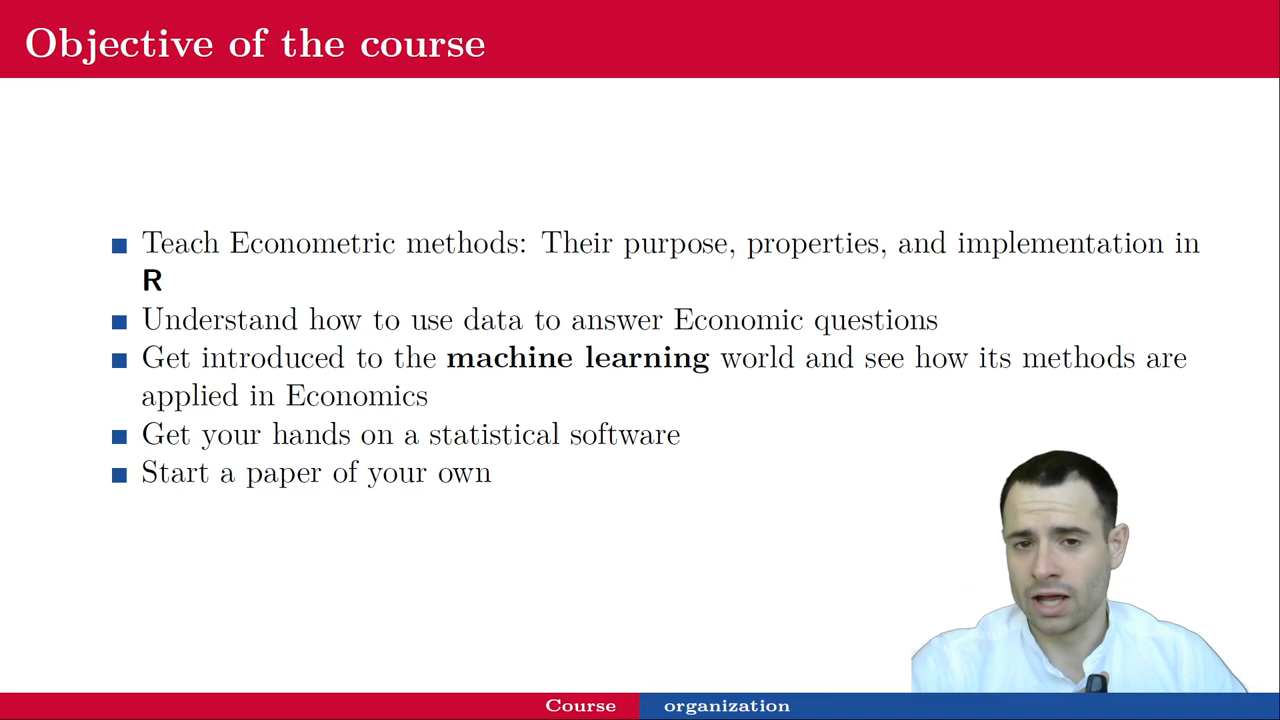 Objective of the course
Teach Econometric methods: Their purpose, properties, and implementation in
R
Understand how to use data to answer Economic questions
Get introduced to the machine learning world and see how its methods are
applied in Economics
Get your hands on a statistical software
Start a paper of your own
Course organization